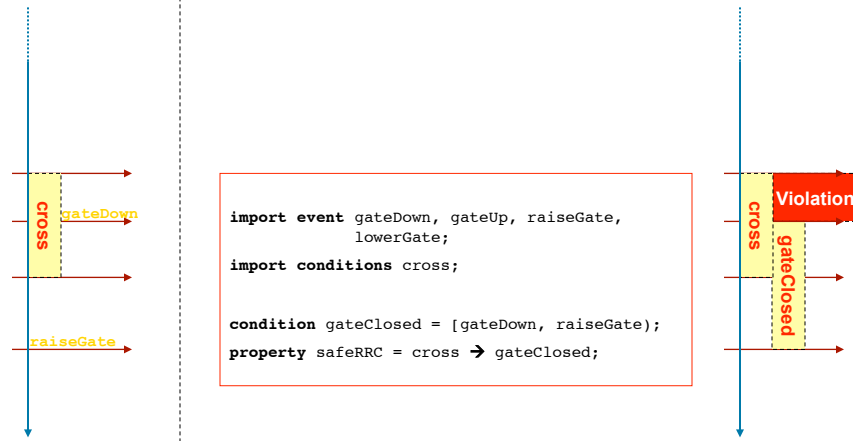 cross
gateDown
raiseGate
import event gateDown, gateUp, raiseGate,
lowerGate;
import conditions cross;
condition gateClosed = [gateDown, raiseGate);
property safeRRC = cross → gateClosed;
cross
Violation
gateClosed